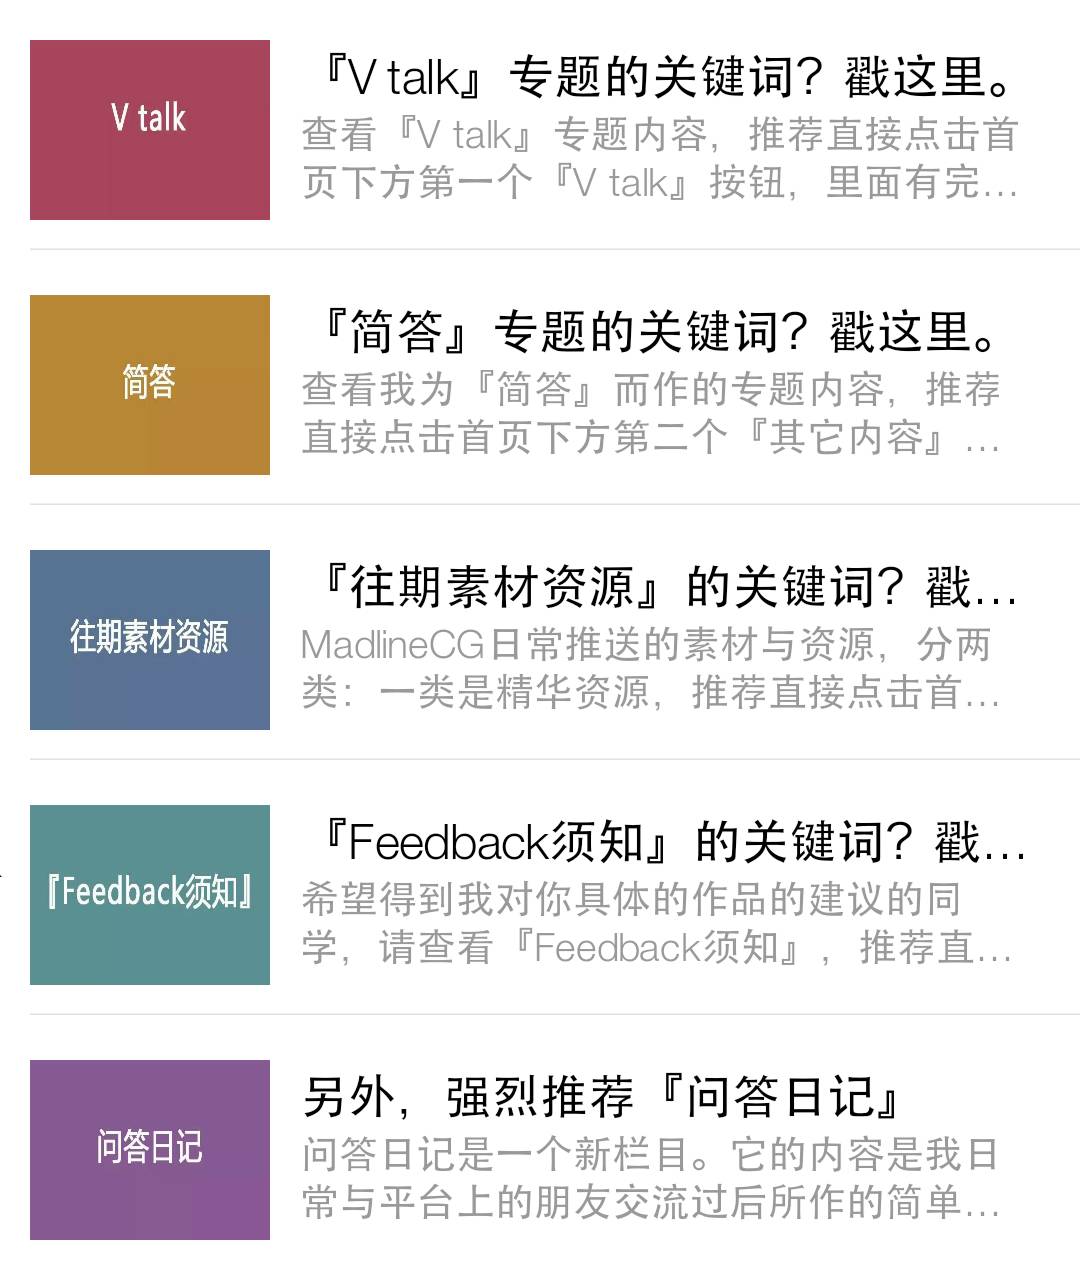 V talk
『V talk』专题的关键词？戳这里。
查看『V talk』专题内容，推荐直接点击首
页下方第一个『V talk』按钮，里面有完...
简答
『简答』专题的关键词？戳这里。
查看我为『简答』而作的专题内容，推荐
直接点击首页下方第二个『其它内容』...
往期素材资源
『往期素材资源』的关键词？戳...
MadlineCG日常推送的素材与资源，分两
类：一类是精华资源，推荐直接点击首...
『Feedback须知』
『Feedback须知』的关键词？戳...
希望得到我对你具体的作品的建议的同
学，请查看『Feedback须知』，推荐直...
问答日记
另外，强烈推荐『问答日记』
问答日记是一个新栏目。它的内容是我日
常与平台上的朋友交流过后所作的简单...